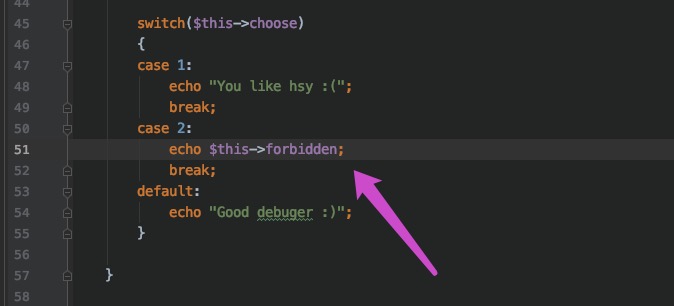 44
45 switch($this->choose)
46 {
47 case 1:
48 echo "You like hsy :(";
49 break;
50 case 2:
51 echo $this->forbidden;
52 break;
53 default:
54 echo "Good debuger :)";
55 }
56
57 }
58